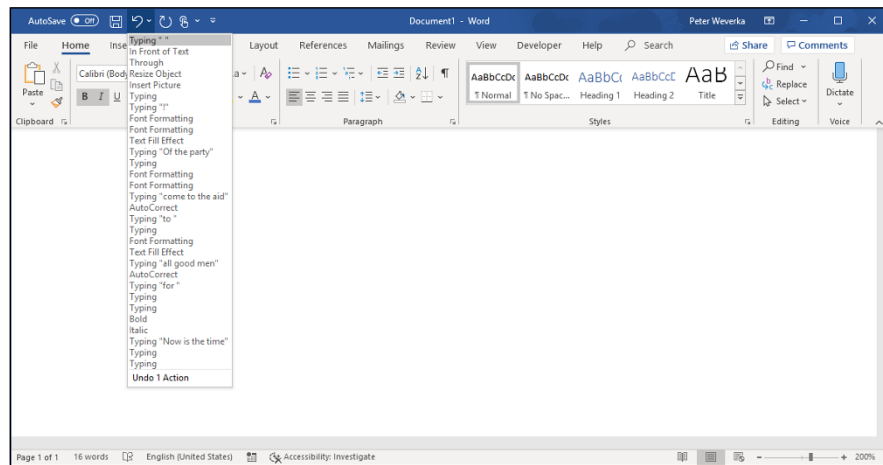 AutoSave Off Document1 - Word Peter Weverka
File Home Inse Layout References Mailings Review View Developer Help Search Share Comments
Typing " "
In Front of Text
Through
Resize Object
Insert Picture
Typing
Typing "!"
Font Formatting
Font Formatting
Text Fill Effect
Typing "Of the party"
Typing
Font Formatting
Font Formatting
Typing "come to the aid"
AutoCorrect
Typing "to "
Typing
Font Formatting
Text Fill Effect
Typing "all good men"
AutoCorrect
Typing "for "
Typing
Typing
Bold
Italic
Typing "Now is the time"
Typing
Typing
Undo 1 Action
Paste
Calibri (Body
B I U
Clipboard
A
Paragraph
AaBbCcDc AaBbCcDc AaBbCc AaBbCcC AaB
¶ Normal ¶ No Spac... Heading 1 Heading 2 Title
Styles
Find
Replace
Select
Editing
Dictate
Voice
Page 1 of 1 16 words English (United States) Accessibility: Investigate 200%